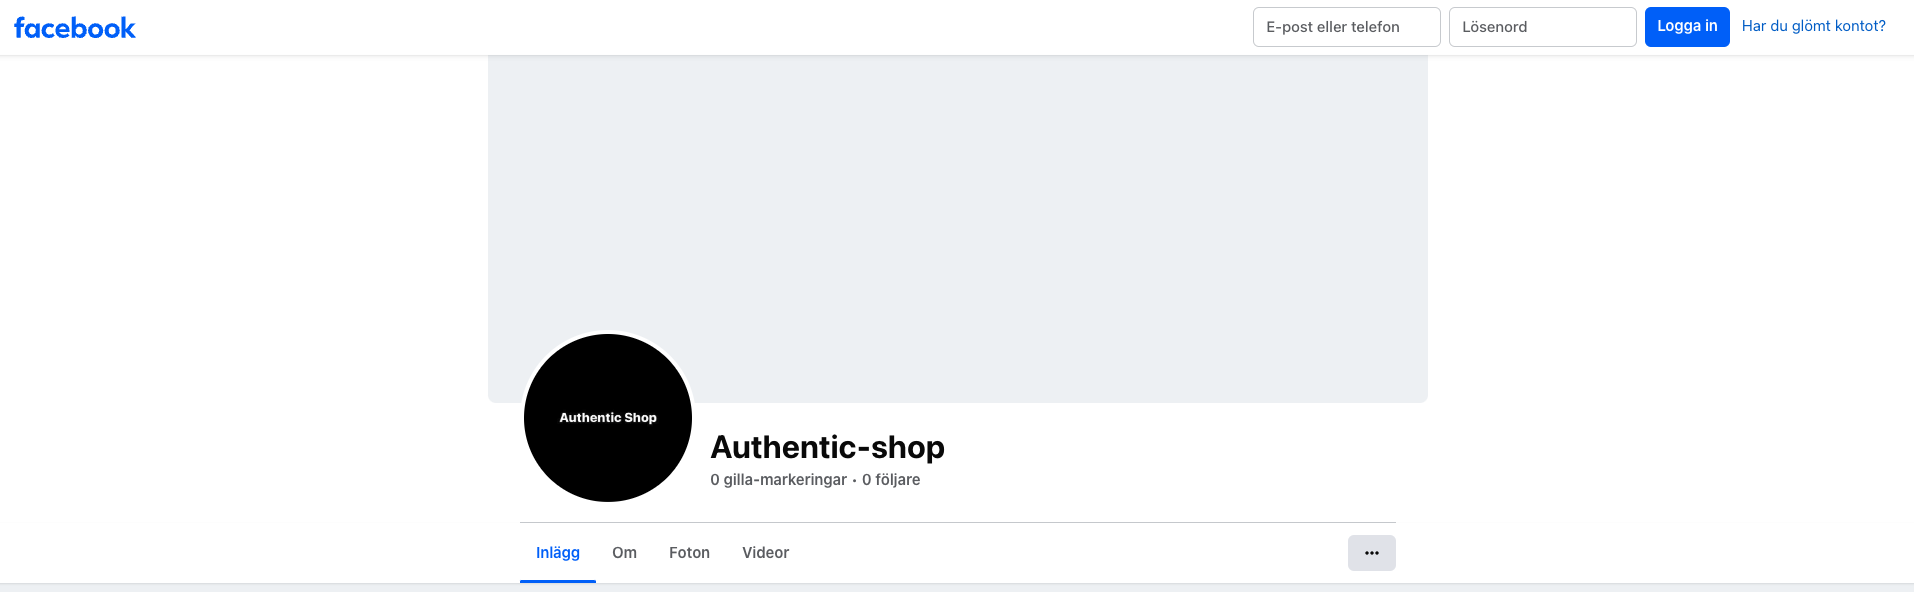 facebook
E-post eller telefon
Lösenord
Logga in
Har du glömt kontot?
Authentic Shop
Authentic-shop
0 gilla-markeringar • 0 följare
Inlägg
Om
Foton
Videor